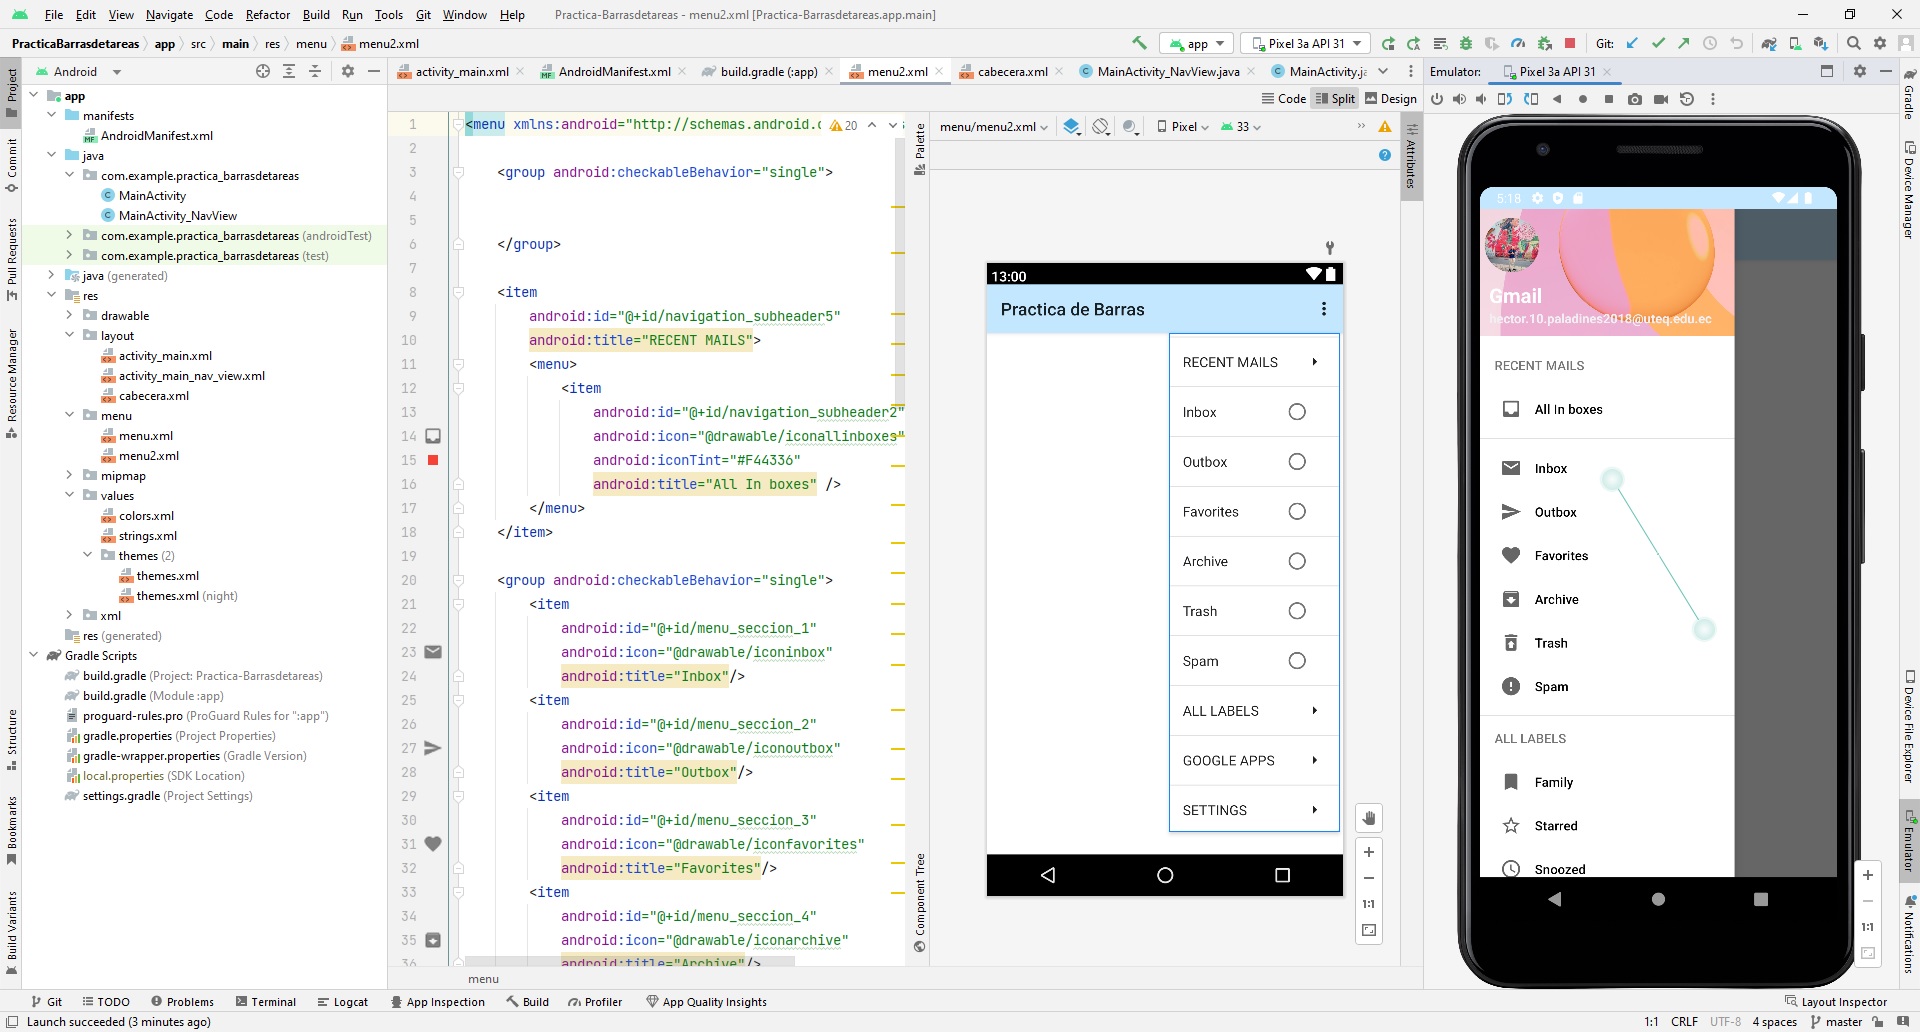 File Edit View Navigate Code Refactor Build Run Tools Git Window Help Practica-Barrasdetareas - menu2.xml [Practica-Barrasdetareas.app.main]
PracticaBarrasdetareas app src main res menu menu2.xml app Pixel 3a API 31 Git:
Android activity_main.xml AndroidManifest.xml build.gradle (:app) menu2.xml cabecera.xml MainActivity_NavView.java MainActivity.ja Emulator: Pixel 3a API 31
Code Split Design
Project
Commit
Pull Requests
Resource Manager
Structure
Bookmarks
Build Variants
app
manifests
AndroidManifest.xml
java
com.example.practica_barrasdetareas
MainActivity
MainActivity_NavView
com.example.practica_barrasdetareas (androidTest)
com.example.practica_barrasdetareas (test)
java (generated)
res
drawable
layout
activity_main.xml
activity_main_nav_view.xml
cabecera.xml
menu
menu.xml
menu2.xml
mipmap
values
colors.xml
strings.xml
themes (2)
themes.xml
themes.xml (night)
xml
res (generated)
Gradle Scripts
build.gradle (Project: Practica-Barrasdetareas)
build.gradle (Module :app)
proguard-rules.pro (ProGuard Rules for ":app")
gradle.properties (Project Properties)
gradle-wrapper.properties (Gradle Version)
local.properties (SDK Location)
settings.gradle (Project Settings)
1 <menu xmlns:android="http://schemas.android.c 20
2
3 <group android:checkableBehavior="single">
4
5
6 </group>
7
8 <item
9 android:id="@+id/navigation_subheader5"
10 android:title="RECENT MAILS">
11 <menu>
12 <item
13 android:id="@+id/navigation_subheader2"
14 android:icon="@drawable/iconallinboxes"
15 android:iconTint="#F44336"
16 android:title="All In boxes" />
17 </menu>
18 </item>
19
20 <group android:checkableBehavior="single">
21 <item
22 android:id="@+id/menu_seccion_1"
23 android:icon="@drawable/iconinbox"
24 android:title="Inbox"/>
25 <item
26 android:id="@+id/menu_seccion_2"
27 android:icon="@drawable/iconoutbox"
28 android:title="Outbox"/>
29 <item
30 android:id="@+id/menu_seccion_3"
31 android:icon="@drawable/iconfavorites"
32 android:title="Favorites"/>
33 <item
34 android:id="@+id/menu_seccion_4"
35 android:icon="@drawable/iconarchive"
36 android:title="Archive"/>
menu
Palette
Component Tree
menu/menu2.xml Pixel 33
Attributes
13:00
Practica de Barras
RECENT MAILS
Inbox
Outbox
Favorites
Archive
Trash
Spam
ALL LABELS
GOOGLE APPS
SETTINGS
1:1
5:18
Gmail
hector.10.paladines2018@uteq.edu.ec
RECENT MAILS
All In boxes
Inbox
Outbox
Favorites
Archive
Trash
Spam
ALL LABELS
Family
Starred
Snoozed
1:1
Gradle
Device Manager
Device File Explorer
Emulator
Notifications
Git TODO Problems Terminal Logcat App Inspection Build Profiler App Quality Insights Layout Inspector
Launch succeeded (3 minutes ago) 1:1 CRLF UTF-8 4 spaces master